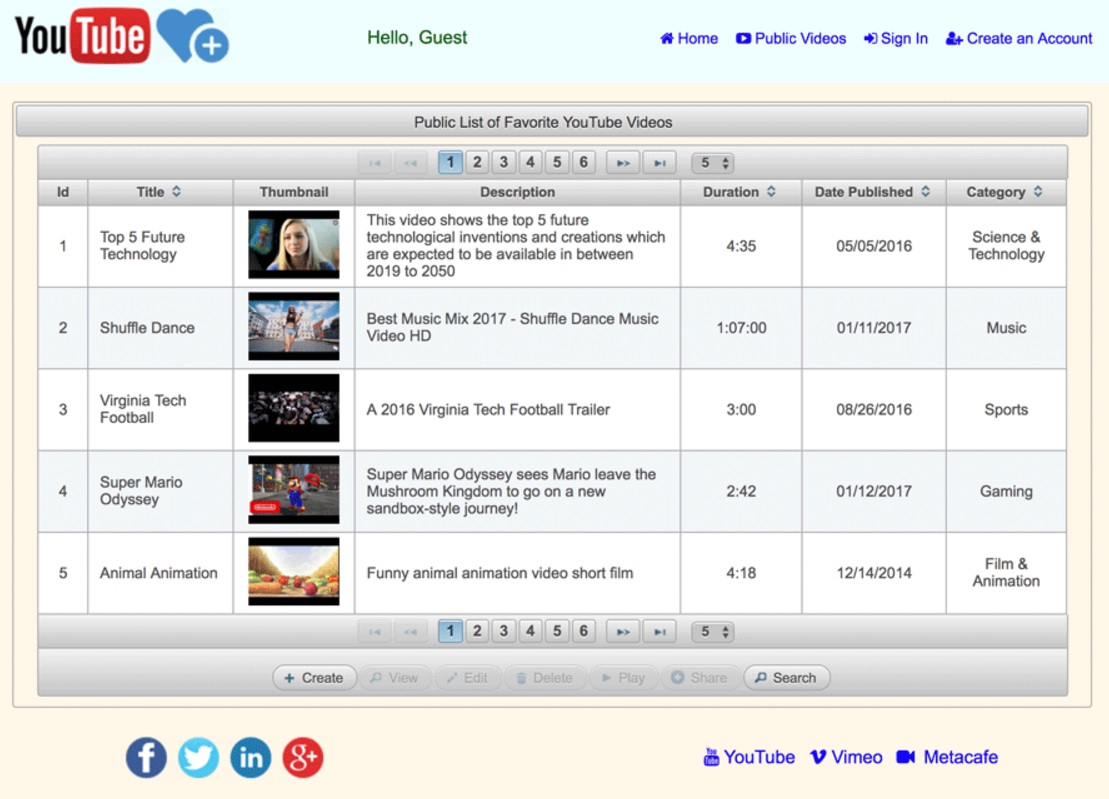 YouTube
Hello, Guest
Home Public Videos Sign In Create an Account
Public List of Favorite YouTube Videos
1 2 3 4 5 6 5
Id Title Thumbnail Description Duration Date Published Category
1
Top 5 Future
Technology
This video shows the top 5 future
technological inventions and creations which
are expected to be available in between
2019 to 2050
4:35
05/05/2016
Science &
Technology
2
Shuffle Dance
Best Music Mix 2017 - Shuffle Dance Music
Video HD
1:07:00
01/11/2017
Music
3
Virginia Tech
Football
A 2016 Virginia Tech Football Trailer
3:00
08/26/2016
Sports
4
Super Mario
Odyssey
Nintendo
Super Mario Odyssey sees Mario leave the
Mushroom Kingdom to go on a new
sandbox-style journey!
2:42
01/12/2017
Gaming
5
Animal Animation
Funny animal animation video short film
4:18
12/14/2014
Film &
Animation
1 2 3 4 5 6 5
+ Create View Edit Delete Play Share Search
f in g+ You Tube YouTube Vimeo Metacafe